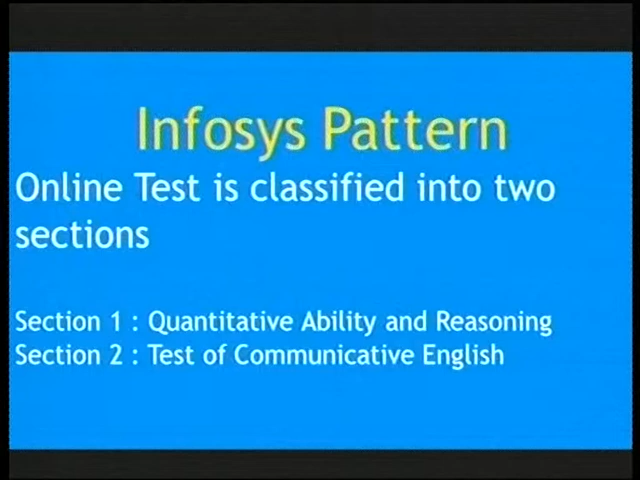 Infosys Pattern
Online Test is classified into two
sections
Section 1 : Quantitative Ability and Reasoning
Section 2 : Test of Communicative English